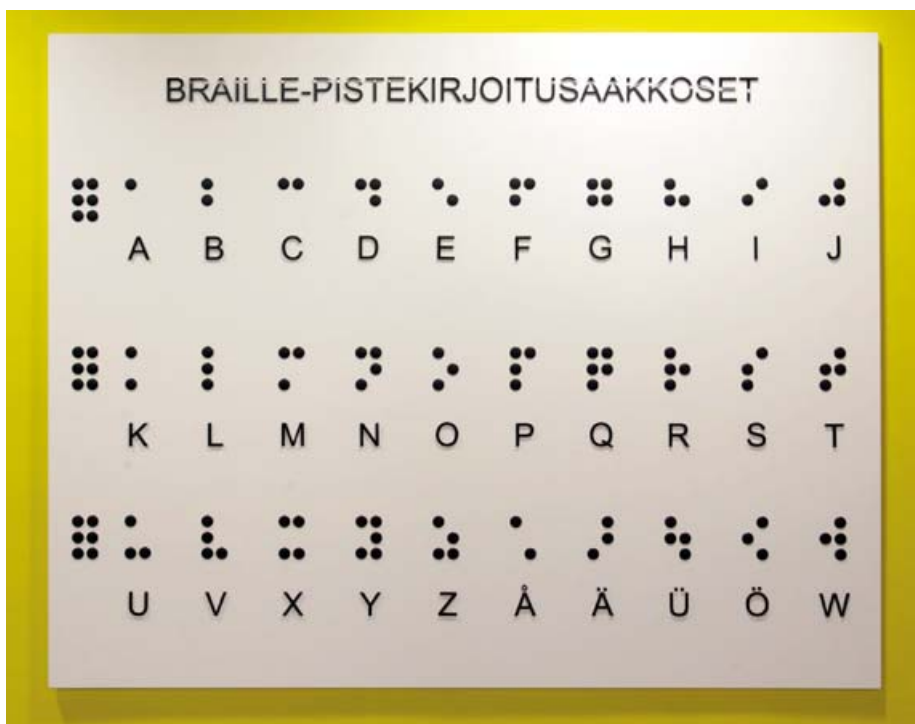 BRAILLE-PISTEKIRJOITUSAAKKOSET
⠿ ⠁ ⠃ ⠉ ⠙ ⠑ ⠋ ⠛ ⠓ ⠊ ⠚
A B C D E F G H I J
⠿ ⠅ ⠇ ⠍ ⠝ ⠕ ⠏ ⠟ ⠗ ⠎ ⠞
K L M N O P Q R S T
⠿ ⠥ ⠧ ⠭ ⠽ ⠵ ⠡ ⠜ ⠳ ⠪ ⠺
U V X Y Z Å Ä Ü Ö W